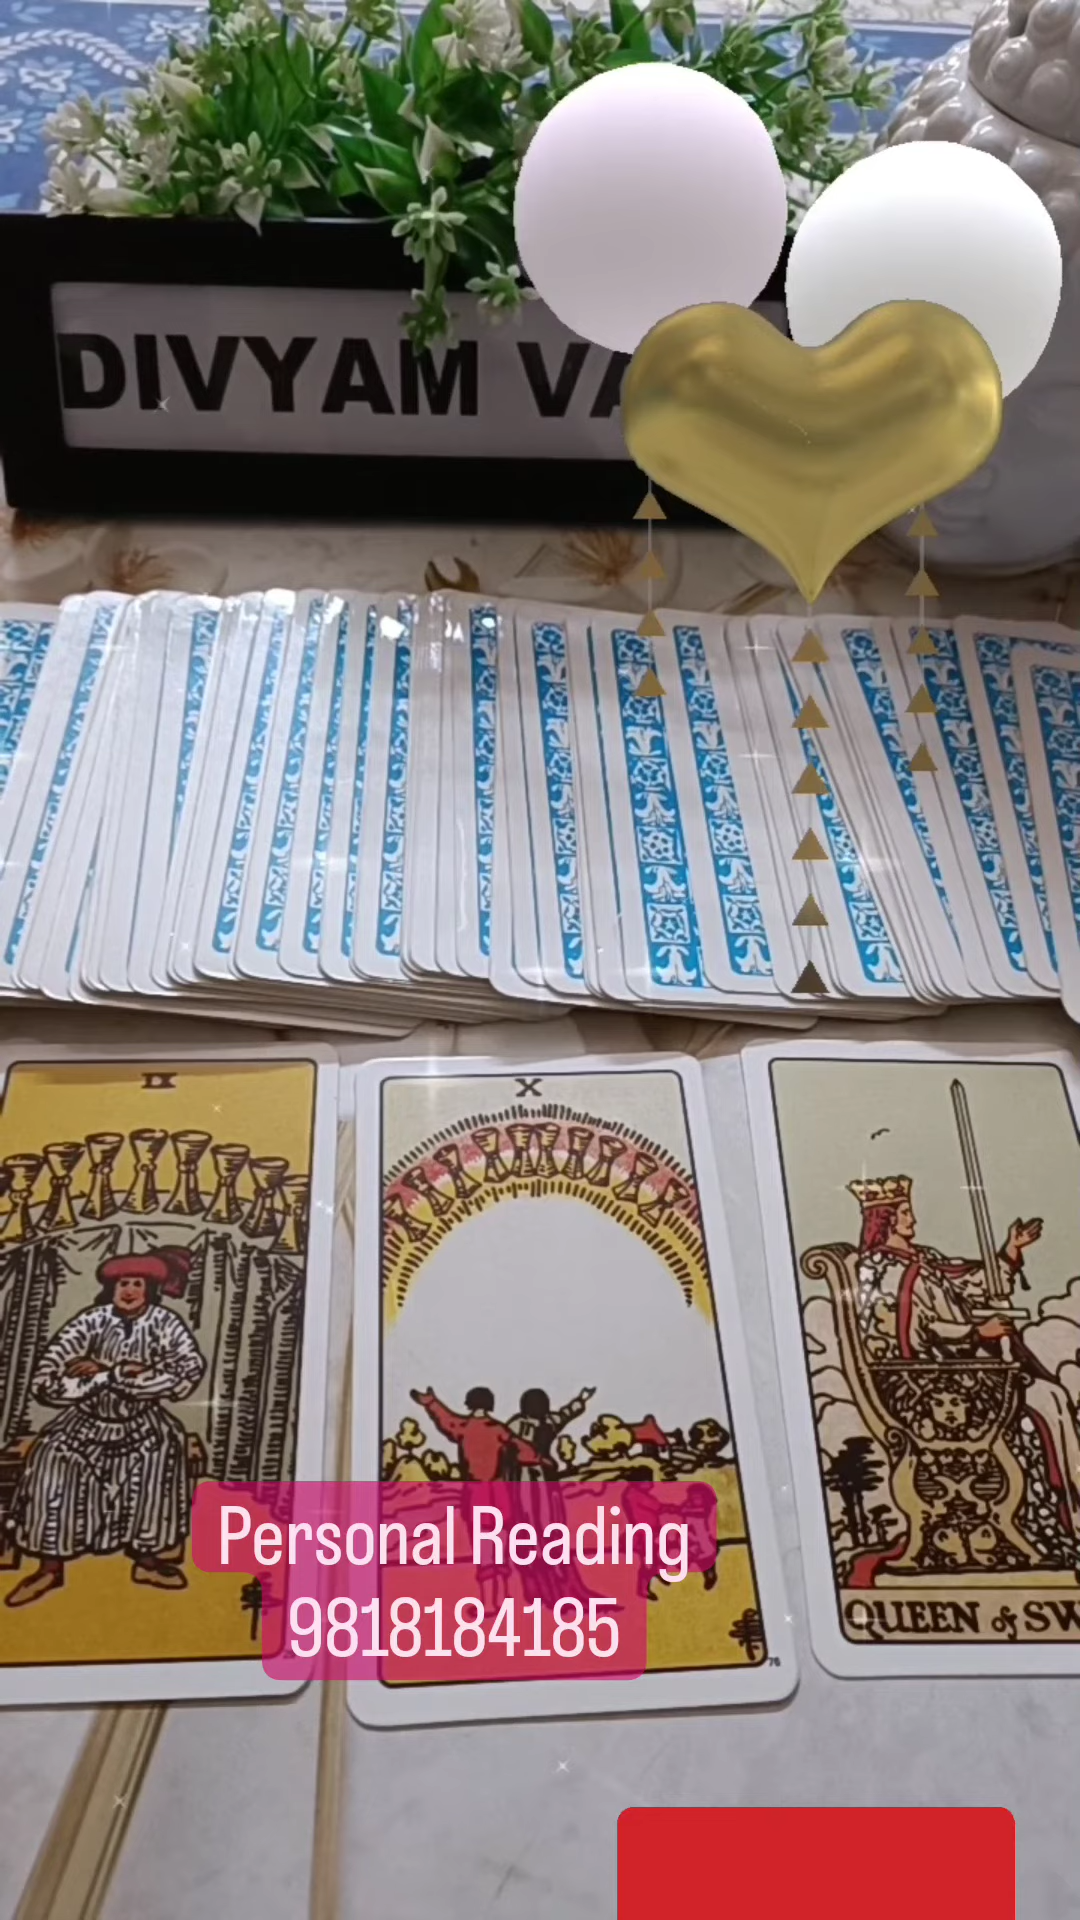 DIVYAM VA
IX
X
QUEEN of SW
Personal Reading
9818184185